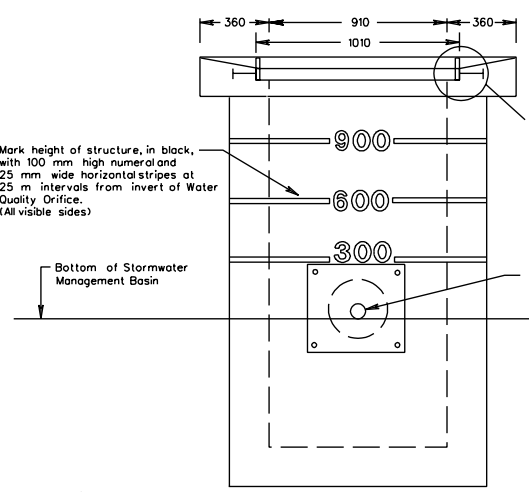 360 910 360
1010
900
Mark height of structure, in black,
with 100 mm high numeral and
25 mm wide horizontal stripes at
25 m intervals from invert of Water
Quality Orifice.
(All visible sides)
600
300
Bottom of Stormwater
Management Basin